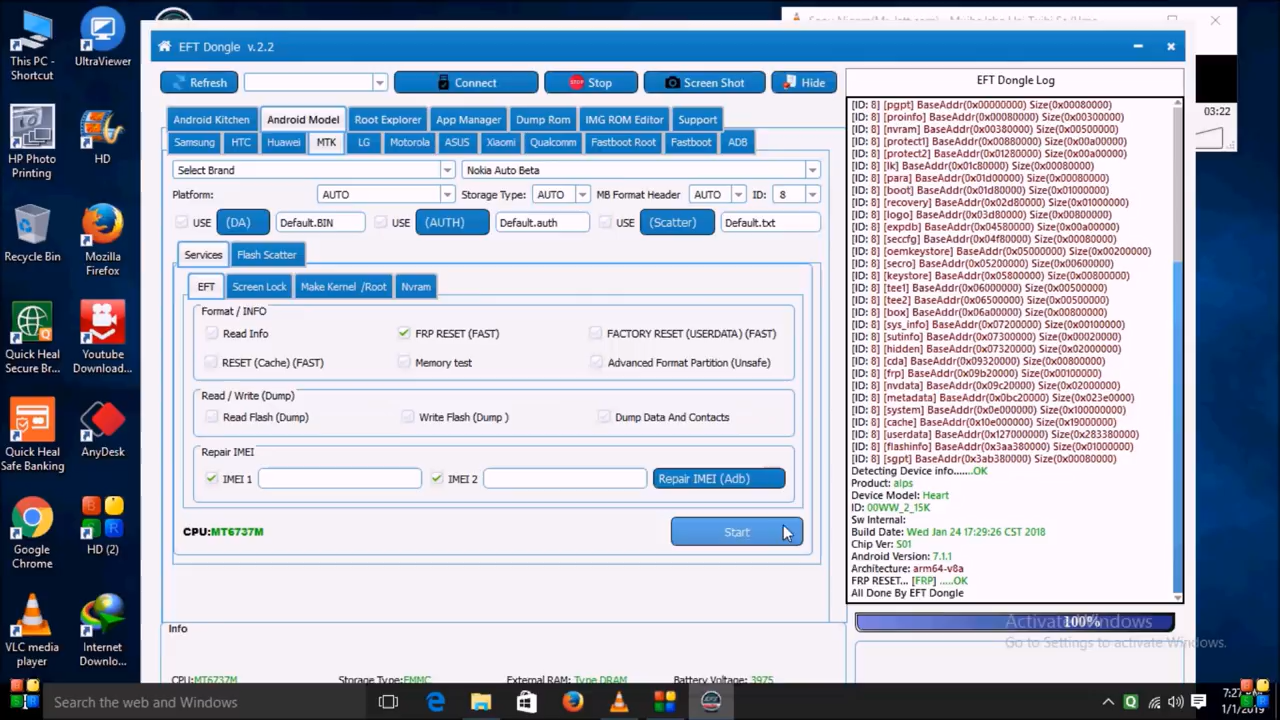 This PC - Shortcut
UltraViewer
HP Photo Printing
HD
Recycle Bin
Mozilla Firefox
Quick Heal Secure Br...
Youtube Download...
Quick Heal Safe Banking
AnyDesk
Google Chrome
HD (2)
VLC media player
Internet Downlo...
03:22
EFT Dongle v.2.2
Refresh
Connect
STOP Stop
Screen Shot
Hide
Android Kitchen
Android Model
Root Explorer
App Manager
Dump Rom
IMG ROM Editor
Support
Samsung
HTC
Huawei
MTK
LG
Motorola
ASUS
Xiaomi
Qualcomm
Fastboot Root
Fastboot
ADB
Select Brand
Nokia Auto Beta
Platform: AUTO
Storage Type: AUTO
MB Format Header AUTO
ID: 8
USE (DA) Default.BIN
USE (AUTH) Default.auth
USE (Scatter) Default.txt
Services
Flash Scatter
EFT
Screen Lock
Make Kernel /Root
Nvram
Format / INFO
Read Info
FRP RESET (FAST)
FACTORY RESET (USERDATA) (FAST)
RESET (Cache) (FAST)
Memory test
Advanced Format Partition (Unsafe)
Read / Write (Dump)
Read Flash (Dump)
Write Flash (Dump )
Dump Data And Contacts
Repair IMEI
IMEI 1
IMEI 2
Repair IMEI (Adb)
CPU:MT6737M
Start
Info
CPU:MT6737M
Storage Type:EMMC
External RAM: Type DRAM
Battery Voltage: 3975
EFT Dongle Log
[ID: 8] [pgpt] BaseAddr(0x00000000) Size(0x00080000)
[ID: 8] [proinfo] BaseAddr(0x00080000) Size(0x00300000)
[ID: 8] [nvram] BaseAddr(0x00380000) Size(0x00500000)
[ID: 8] [protect1] BaseAddr(0x00880000) Size(0x00a00000)
[ID: 8] [protect2] BaseAddr(0x01280000) Size(0x00a00000)
[ID: 8] [lk] BaseAddr(0x01c80000) Size(0x00080000)
[ID: 8] [para] BaseAddr(0x01d00000) Size(0x00080000)
[ID: 8] [boot] BaseAddr(0x01d80000) Size(0x01000000)
[ID: 8] [recovery] BaseAddr(0x02d80000) Size(0x01000000)
[ID: 8] [logo] BaseAddr(0x03d80000) Size(0x00800000)
[ID: 8] [expdb] BaseAddr(0x04580000) Size(0x00a00000)
[ID: 8] [seccfg] BaseAddr(0x04f80000) Size(0x00080000)
[ID: 8] [oemkeystore] BaseAddr(0x05000000) Size(0x00200000)
[ID: 8] [secro] BaseAddr(0x05200000) Size(0x00600000)
[ID: 8] [keystore] BaseAddr(0x05800000) Size(0x00800000)
[ID: 8] [tee1] BaseAddr(0x06000000) Size(0x00500000)
[ID: 8] [tee2] BaseAddr(0x06500000) Size(0x00500000)
[ID: 8] [box] BaseAddr(0x06a00000) Size(0x00800000)
[ID: 8] [sys_info] BaseAddr(0x07200000) Size(0x00100000)
[ID: 8] [sutinfo] BaseAddr(0x07300000) Size(0x00020000)
[ID: 8] [hidden] BaseAddr(0x07320000) Size(0x02000000)
[ID: 8] [cda] BaseAddr(0x09320000) Size(0x00800000)
[ID: 8] [frp] BaseAddr(0x09b20000) Size(0x00100000)
[ID: 8] [nvdata] BaseAddr(0x09c20000) Size(0x02000000)
[ID: 8] [metadata] BaseAddr(0x0bc20000) Size(0x023e0000)
[ID: 8] [system] BaseAddr(0x0e000000) Size(0x100000000)
[ID: 8] [cache] BaseAddr(0x10e000000) Size(0x19000000)
[ID: 8] [userdata] BaseAddr(0x127000000) Size(0x283380000)
[ID: 8] [flashinfo] BaseAddr(0x3aa380000) Size(0x01000000)
[ID: 8] [sgpt] BaseAddr(0x3ab380000) Size(0x00080000)
Detecting Device info.......OK
Product: alps
Device Model: Heart
ID: 00WW_2_15K
Sw Internal:
Build Date: Wed Jan 24 17:29:26 CST 2018
Chip Ver: S01
Android Version: 7.1.1
Architecture: arm64-v8a
FRP RESET... [FRP] .....OK
All Done By EFT Dongle
100%
Activate Windows
Go to Settings to activate Windows.
Search the web and Windows
7:27
1/1/2019